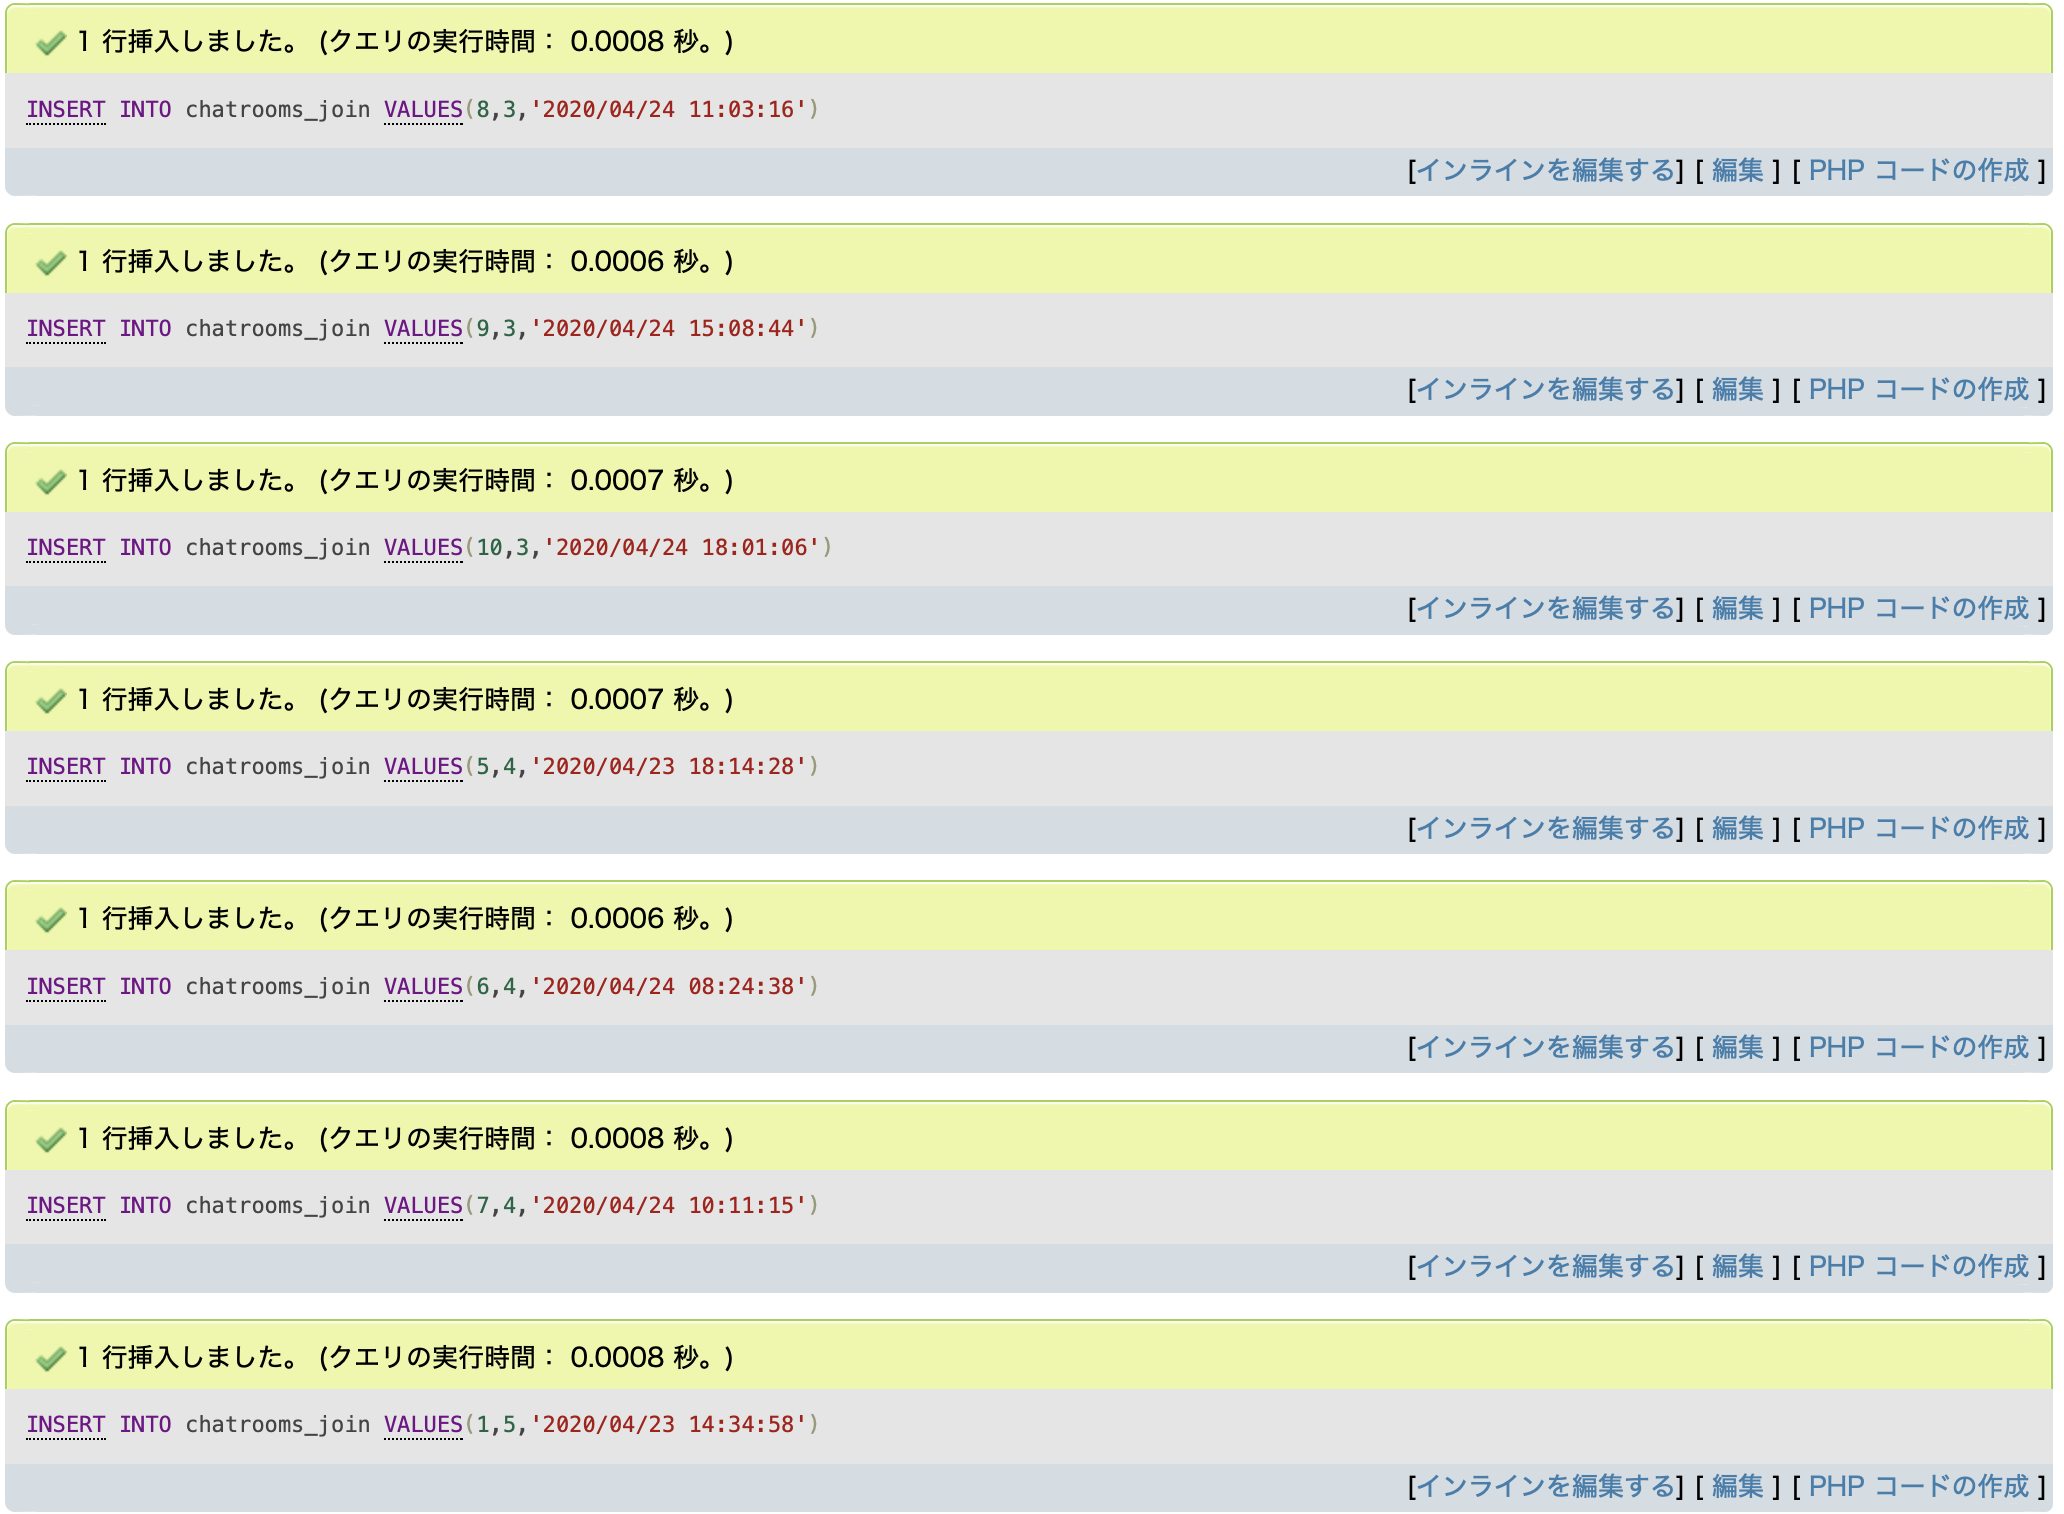 1 行挿入しました。 (クエリの実行時間： 0.0008 秒。)
INSERT INTO chatrooms_join VALUES(8,3,'2020/04/24 11:03:16')
[インラインを編集する] [ 編集 ] [ PHP コードの作成 ]
1 行挿入しました。 (クエリの実行時間： 0.0006 秒。)
INSERT INTO chatrooms_join VALUES(9,3,'2020/04/24 15:08:44')
[インラインを編集する] [ 編集 ] [ PHP コードの作成 ]
1 行挿入しました。 (クエリの実行時間： 0.0007 秒。)
INSERT INTO chatrooms_join VALUES(10,3,'2020/04/24 18:01:06')
[インラインを編集する] [ 編集 ] [ PHP コードの作成 ]
1 行挿入しました。 (クエリの実行時間： 0.0007 秒。)
INSERT INTO chatrooms_join VALUES(5,4,'2020/04/23 18:14:28')
[インラインを編集する] [ 編集 ] [ PHP コードの作成 ]
1 行挿入しました。 (クエリの実行時間： 0.0006 秒。)
INSERT INTO chatrooms_join VALUES(6,4,'2020/04/24 08:24:38')
[インラインを編集する] [ 編集 ] [ PHP コードの作成 ]
1 行挿入しました。 (クエリの実行時間： 0.0008 秒。)
INSERT INTO chatrooms_join VALUES(7,4,'2020/04/24 10:11:15')
[インラインを編集する] [ 編集 ] [ PHP コードの作成 ]
1 行挿入しました。 (クエリの実行時間： 0.0008 秒。)
INSERT INTO chatrooms_join VALUES(1,5,'2020/04/23 14:34:58')
[インラインを編集する] [ 編集 ] [ PHP コードの作成 ]